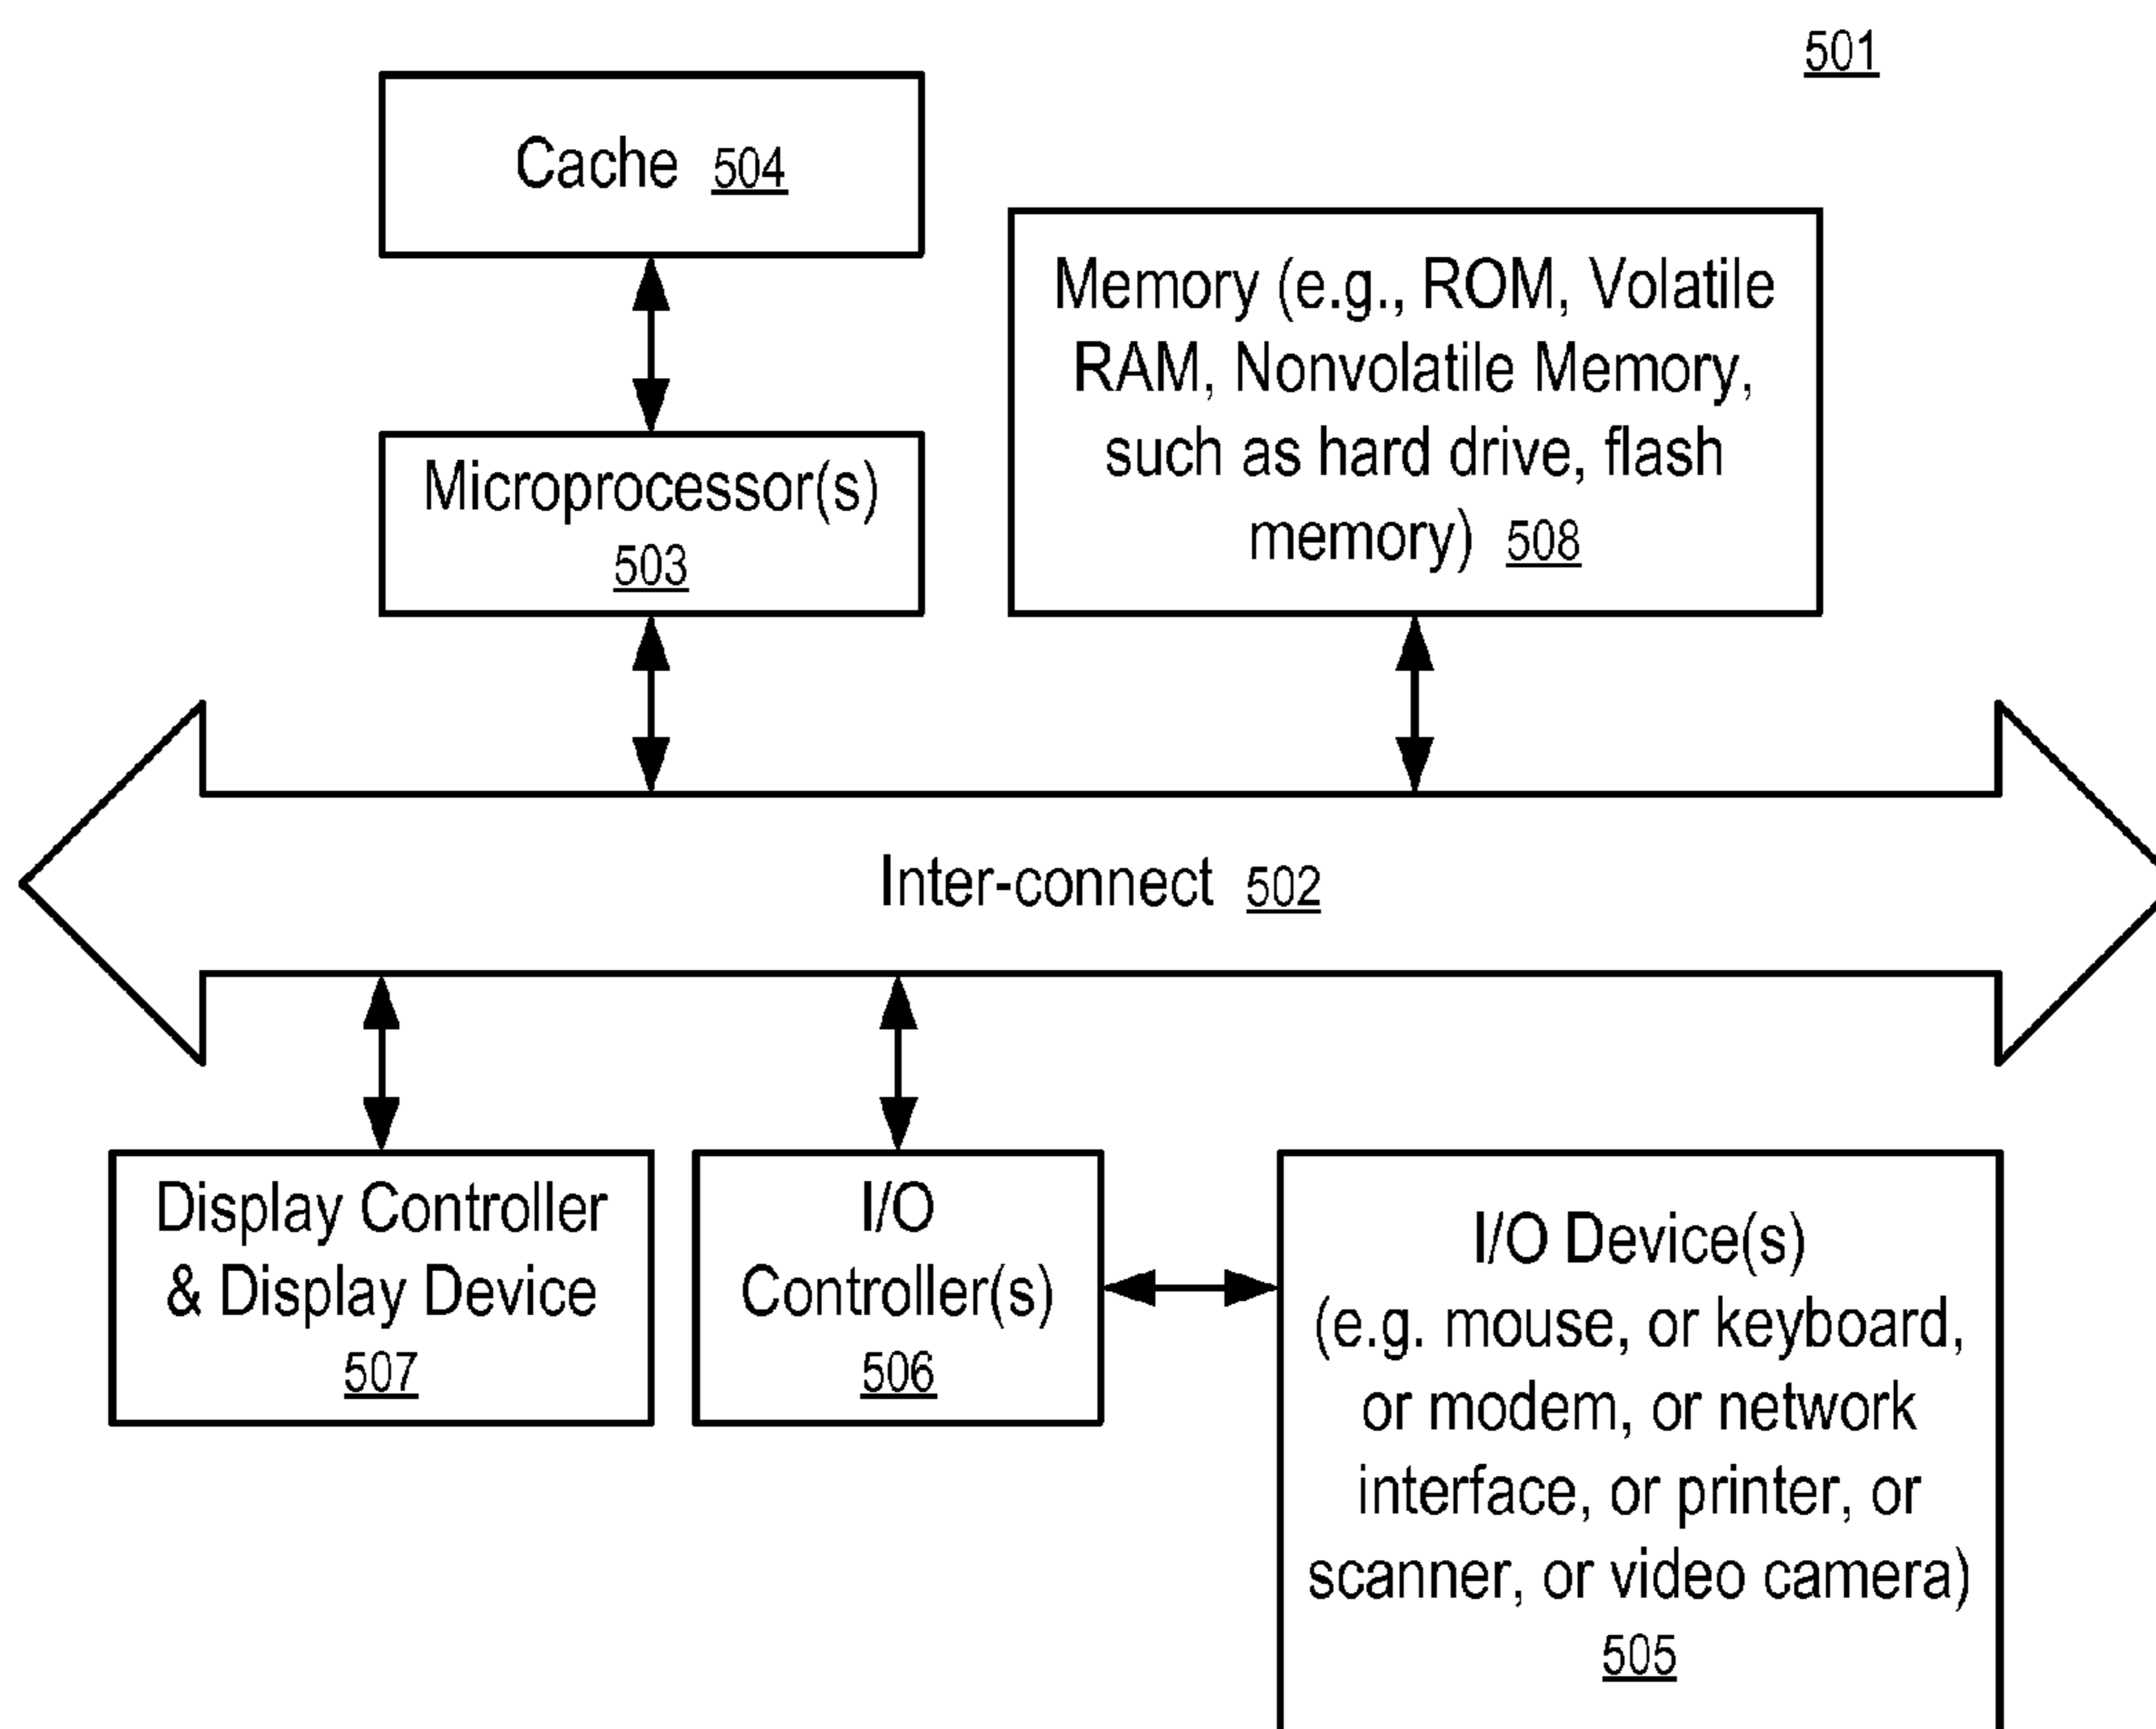 501
Cache 504
Memory (e.g., ROM, Volatile
RAM, Nonvolatile Memory,
such as hard drive, flash
memory) 508
Microprocessor(s)
503
Inter-connect 502
Display Controller
& Display Device
507
I/O
Controller(s)
506
I/O Device(s)
(e.g. mouse, or keyboard,
or modem, or network
interface, or printer, or
scanner, or video camera)
505